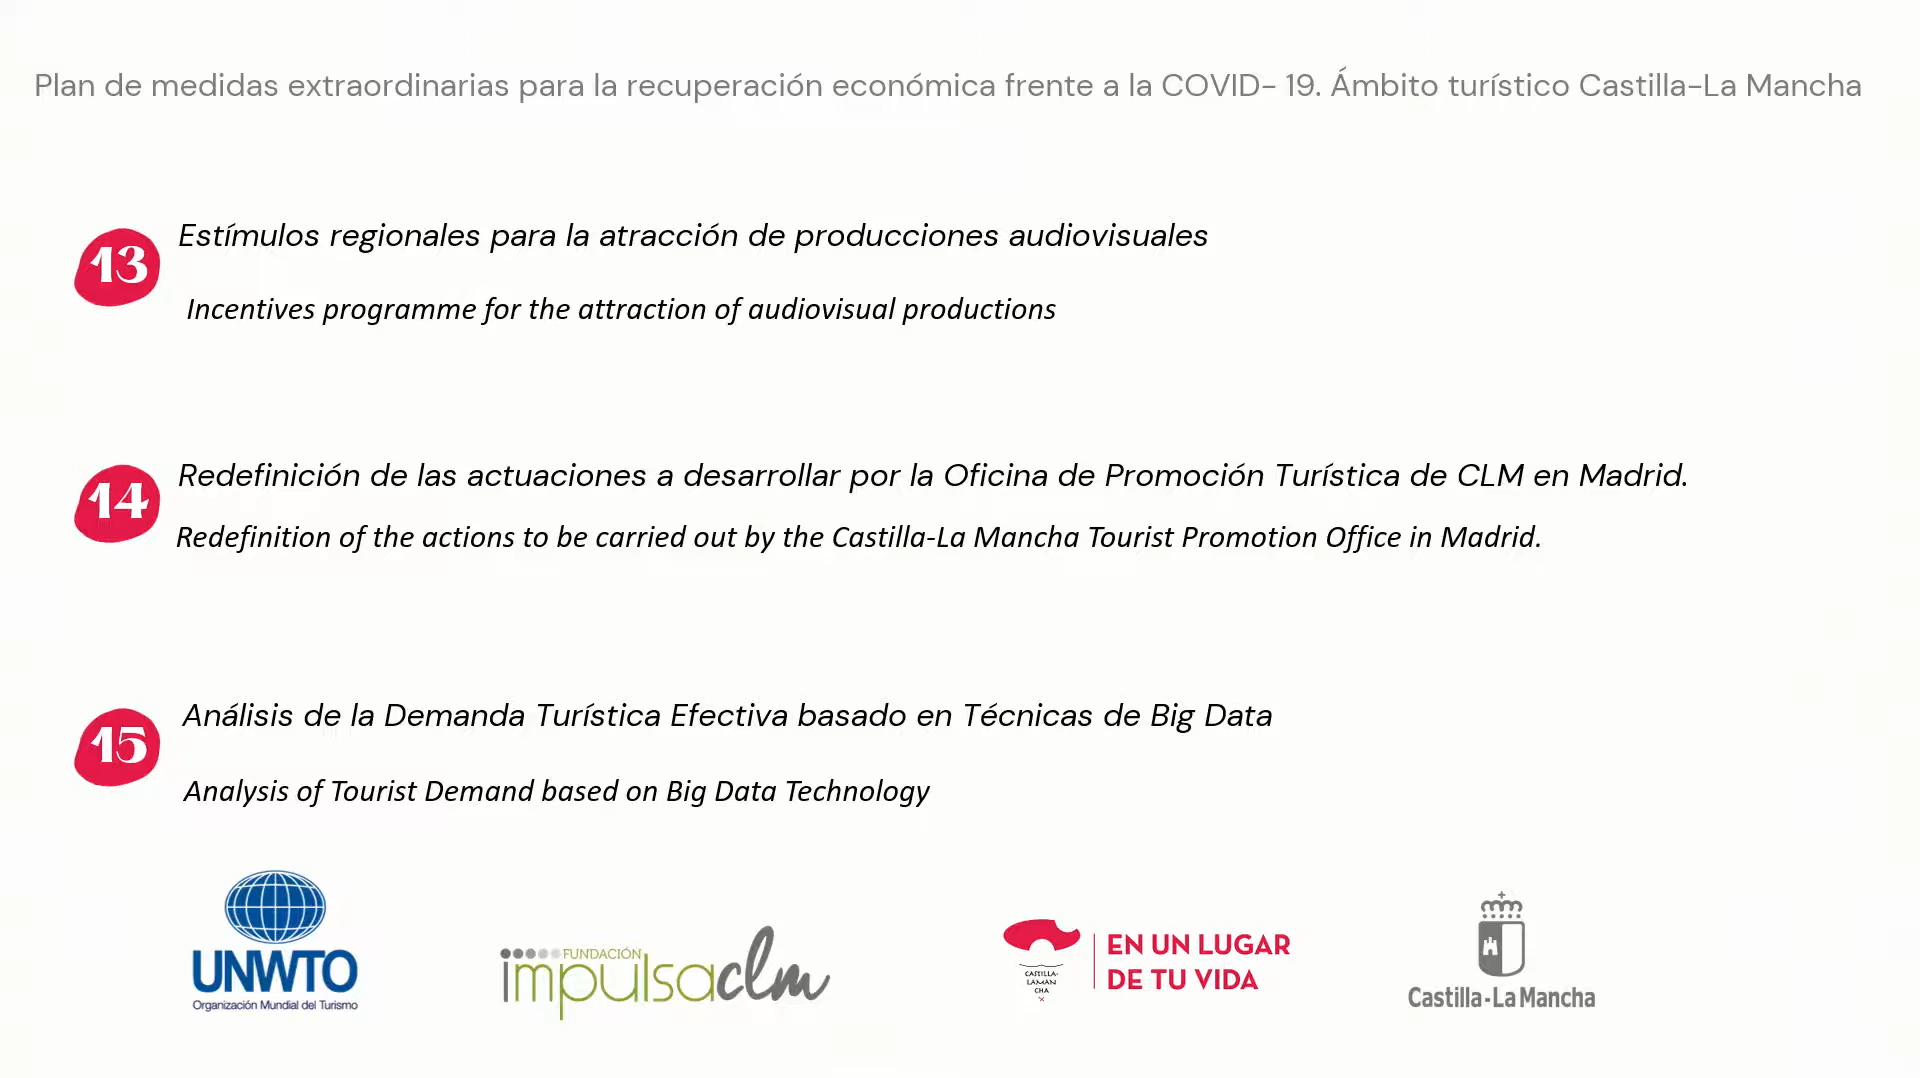 Plan de medidas extraordinarias para la recuperación económica frente a la COVID- 19. Ámbito turístico Castilla-La Mancha
13
Estímulos regionales para la atracción de producciones audiovisuales
Incentives programme for the attraction of audiovisual productions
14
Redefinición de las actuaciones a desarrollar por la Oficina de Promoción Turística de CLM en Madrid.
Redefinition of the actions to be carried out by the Castilla-La Mancha Tourist Promotion Office in Madrid.
15
Análisis de la Demanda Turística Efectiva basado en Técnicas de Big Data
Analysis of Tourist Demand based on Big Data Technology
UNWTO
Organización Mundial del Turismo
FUNDACIÓN
impulsaclm
CASTILLA-
LAMAN
CHA
EN UN LUGAR
DE TU VIDA
Castilla-La Mancha